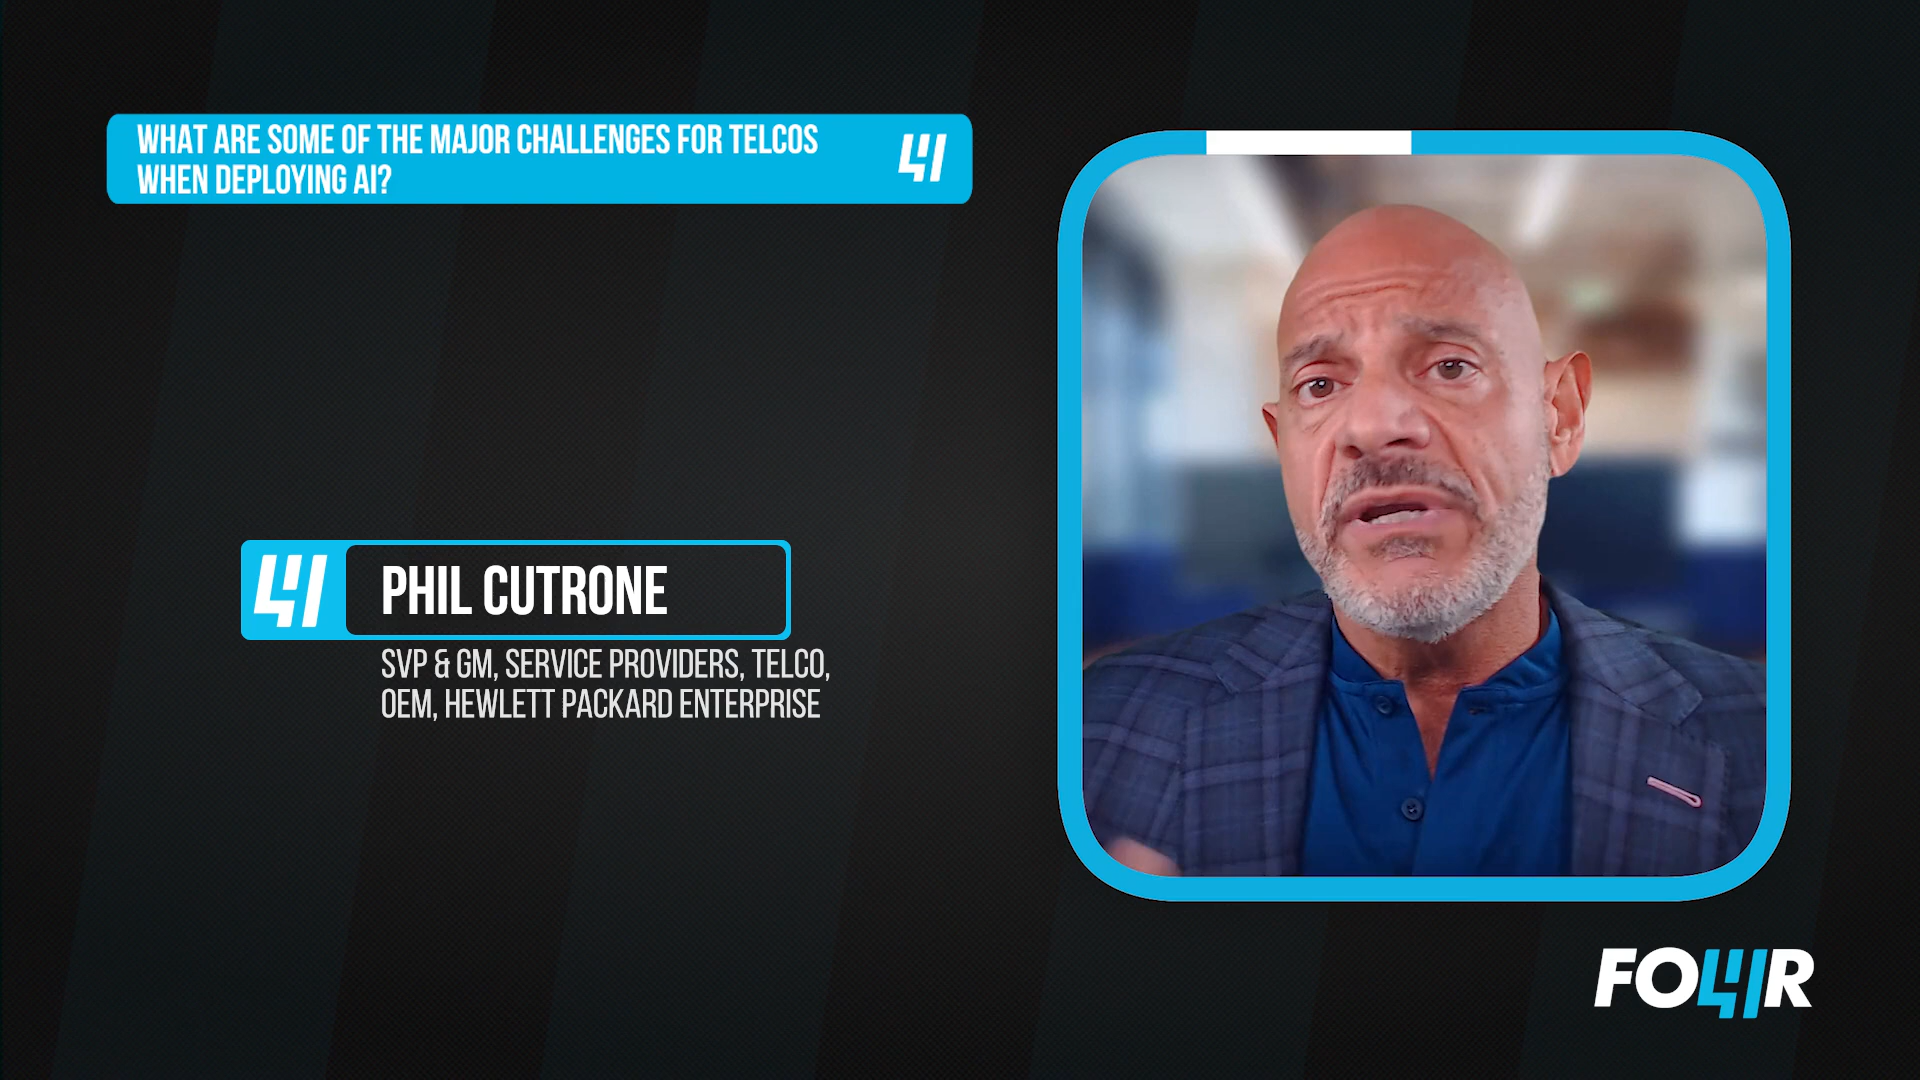 WHAT ARE SOME OF THE MAJOR CHALLENGES FOR TELCOS
WHEN DEPLOYING AI?
PHIL CUTRONE
SVP & GM, SERVICE PROVIDERS, TELCO,
OEM, HEWLETT PACKARD ENTERPRISE
FO4R